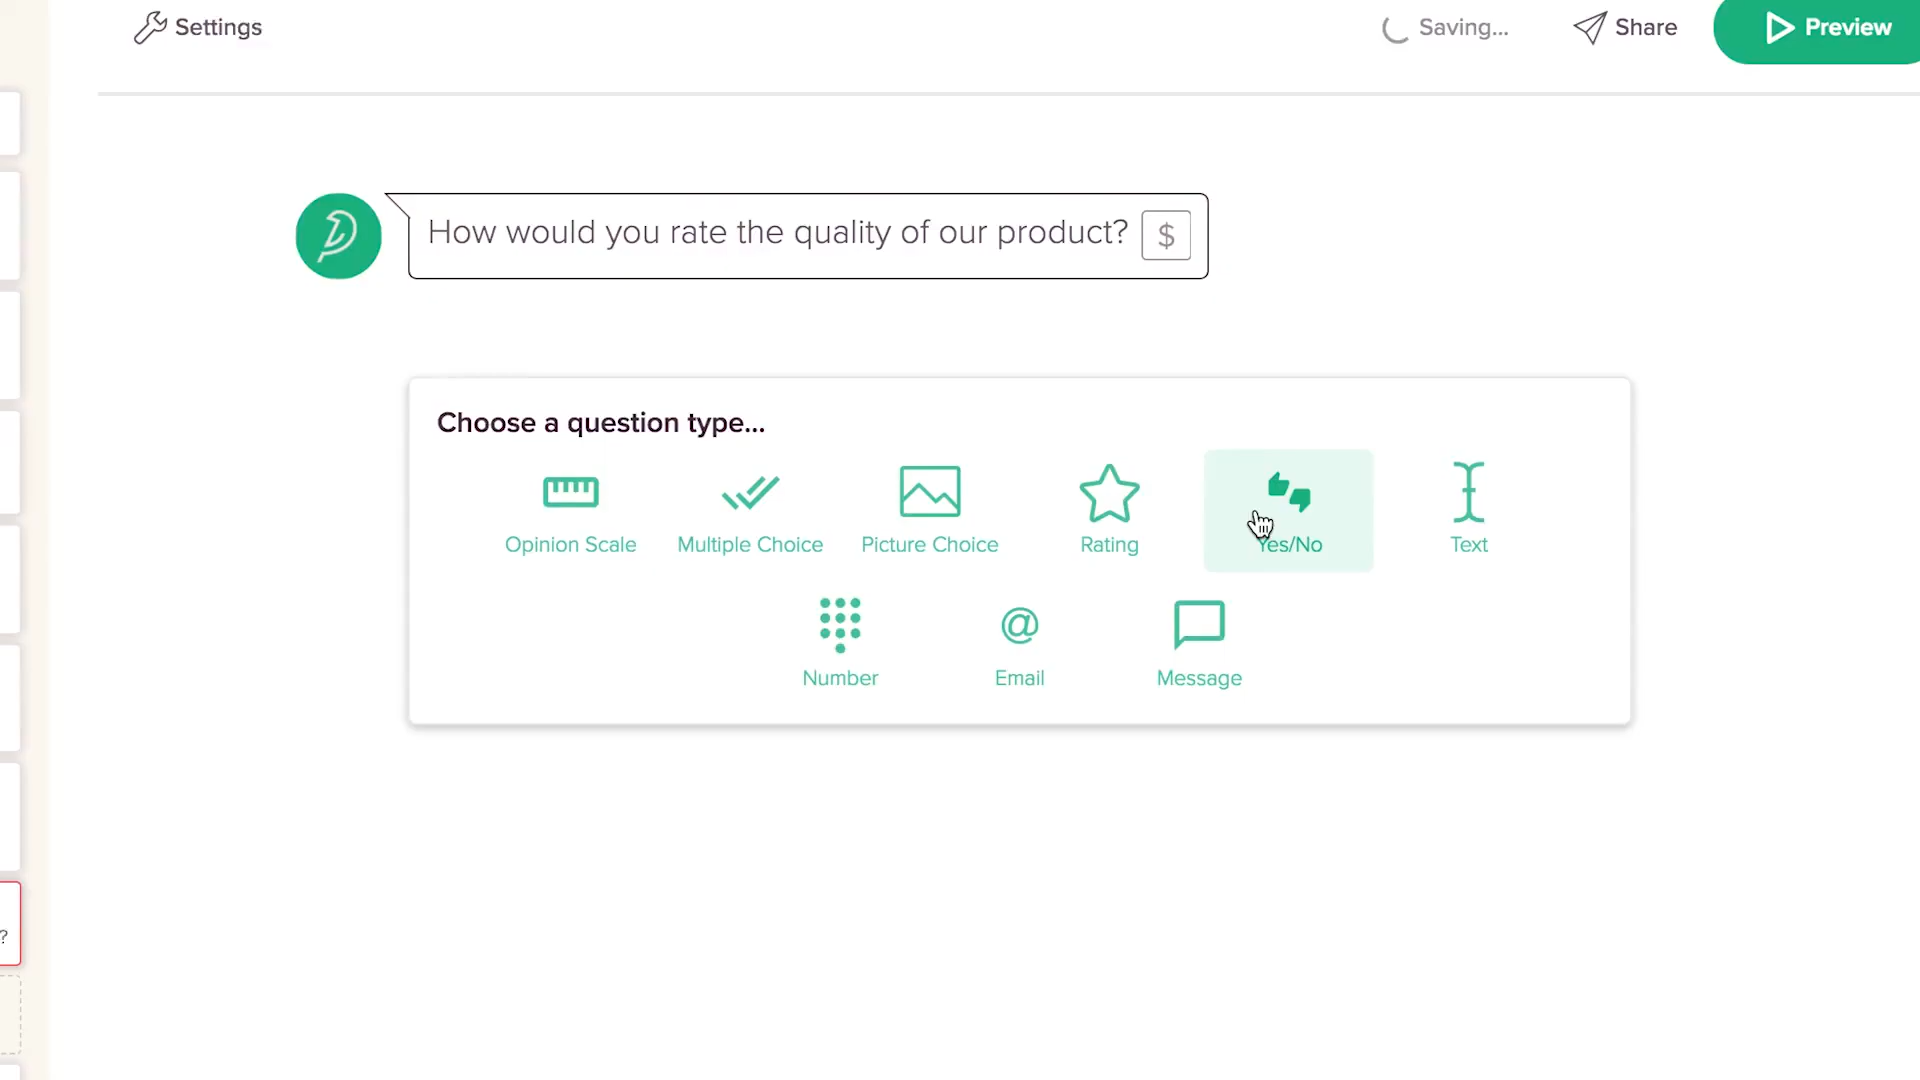 Settings
Saving...
Share
Preview
How would you rate the quality of our product?
$
Choose a question type...
Opinion Scale
Multiple Choice
Picture Choice
Rating
Yes/No
Text
Number
@
Email
Message
?